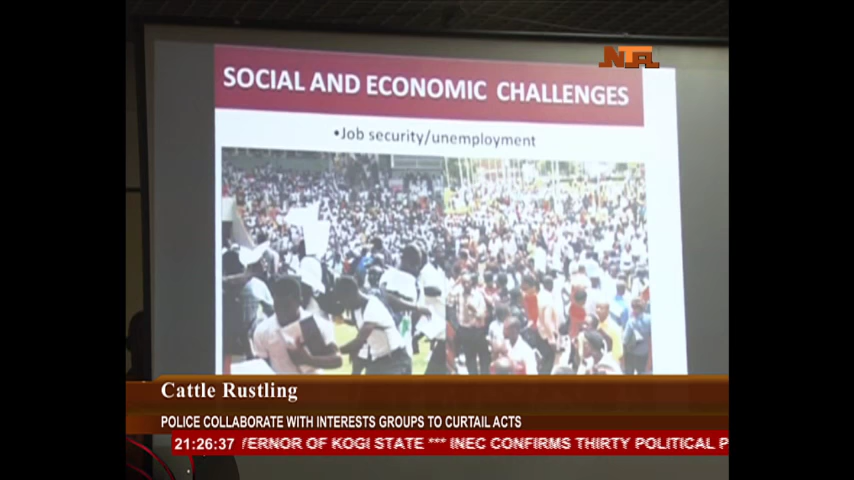 NTA
SOCIAL AND ECONOMIC CHALLENGES
•Job security/unemployment
Cattle Rustling
POLICE COLLABORATE WITH INTERESTS GROUPS TO CURTAIL ACTS
21:26:37 /ERNOR OF KOGI STATE *** INEC CONFIRMS THIRTY POLITICAL P